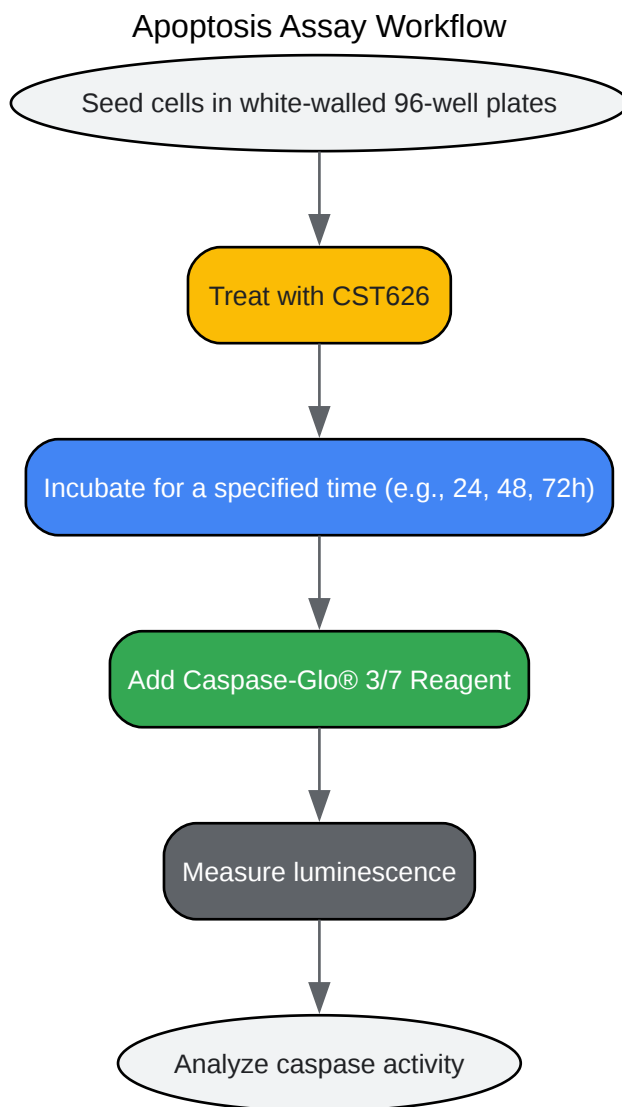 Apoptosis Assay Workflow
Seed cells in white-walled 96-well plates
Treat with CST626
Incubate for a specified time (e.g., 24, 48, 72h)
Add Caspase-Glo® 3/7 Reagent
Measure luminescence
Analyze caspase activity